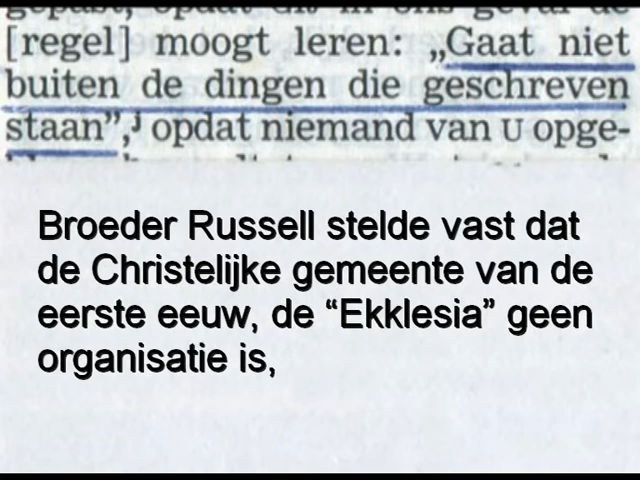 [regel] moogt leren: „Gaat niet
buiten de dingen die geschreven
staan”,ʲ opdat niemand van U opge-
Broeder Russell stelde vast dat
de Christelijke gemeente van de
eerste eeuw, de “Ekklesia” geen
organisatie is,